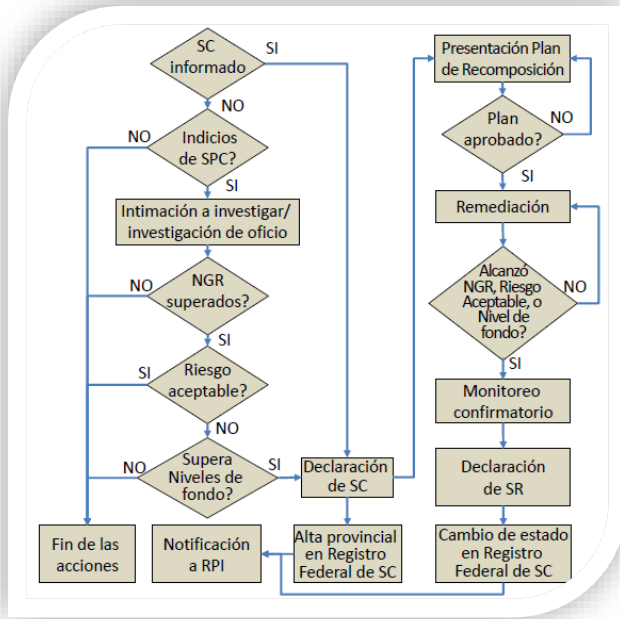 SC
informado
SI
NO
Indicios
de SPC?
NO
SI
Intimación a investigar/
investigación de oficio
NGR
superados?
NO
SI
Riesgo
aceptable?
SI
NO
Supera
Niveles de
fondo?
NO
SI
Declaración
de SC
Fin de las
acciones
Notificación
a RPI
Alta provincial
en Registro
Federal de SC
Presentación Plan
de Recomposición
Plan
aprobado?
NO
SI
Remediación
Alcanzó
NGR, Riesgo
Aceptable, o
Nivel de
fondo?
NO
SI
Monitoreo
confirmatorio
Declaración
de SR
Cambio de estado
en Registro
Federal de SC